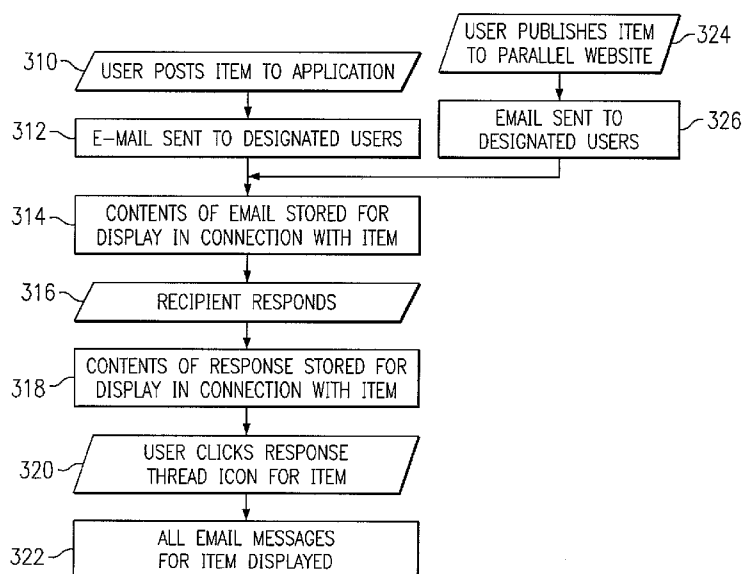 310
USER POSTS ITEM TO APPLICATION
USER PUBLISHES ITEM
TO PARALLEL WEBSITE
324
312
E-MAIL SENT TO DESIGNATED USERS
EMAIL SENT TO
DESIGNATED USERS
326
314
CONTENTS OF EMAIL STORED FOR
DISPLAY IN CONNECTION WITH ITEM
316
RECIPIENT RESPONDS
318
CONTENTS OF RESPONSE STORED FOR
DISPLAY IN CONNECTION WITH ITEM
320
USER CLICKS RESPONSE
THREAD ICON FOR ITEM
322
ALL EMAIL MESSAGES
FOR ITEM DISPLAYED